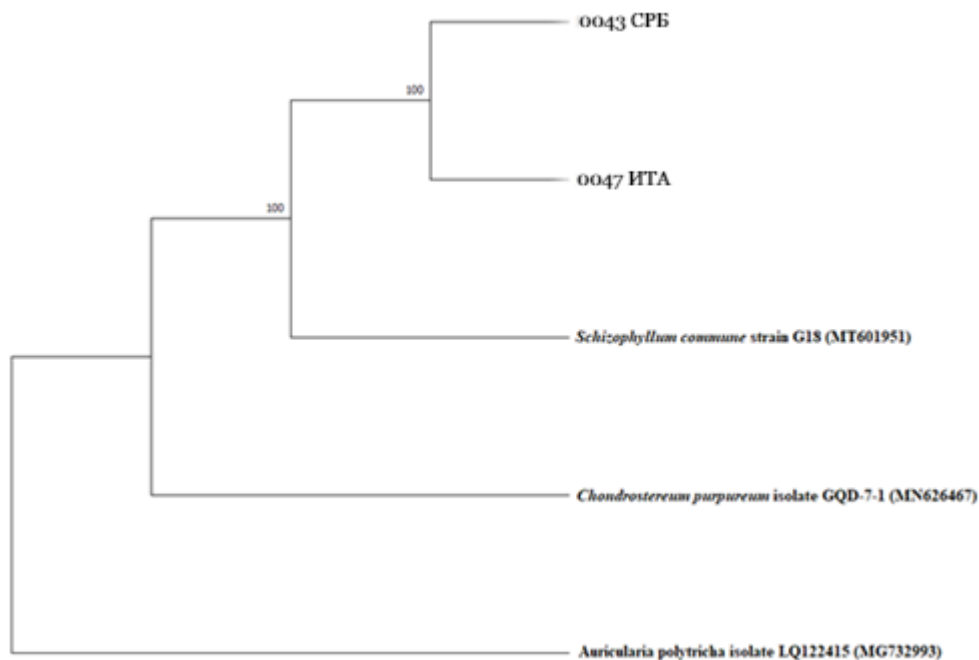 0043 СРБ
100
0047 ИТА
100
Schizophyllum commune strain G18 (MT601951)
Chondrostereum purpureum isolate GQD-7-1 (MN626467)
Auricularia polytricha isolate LQ122415 (MG732993)